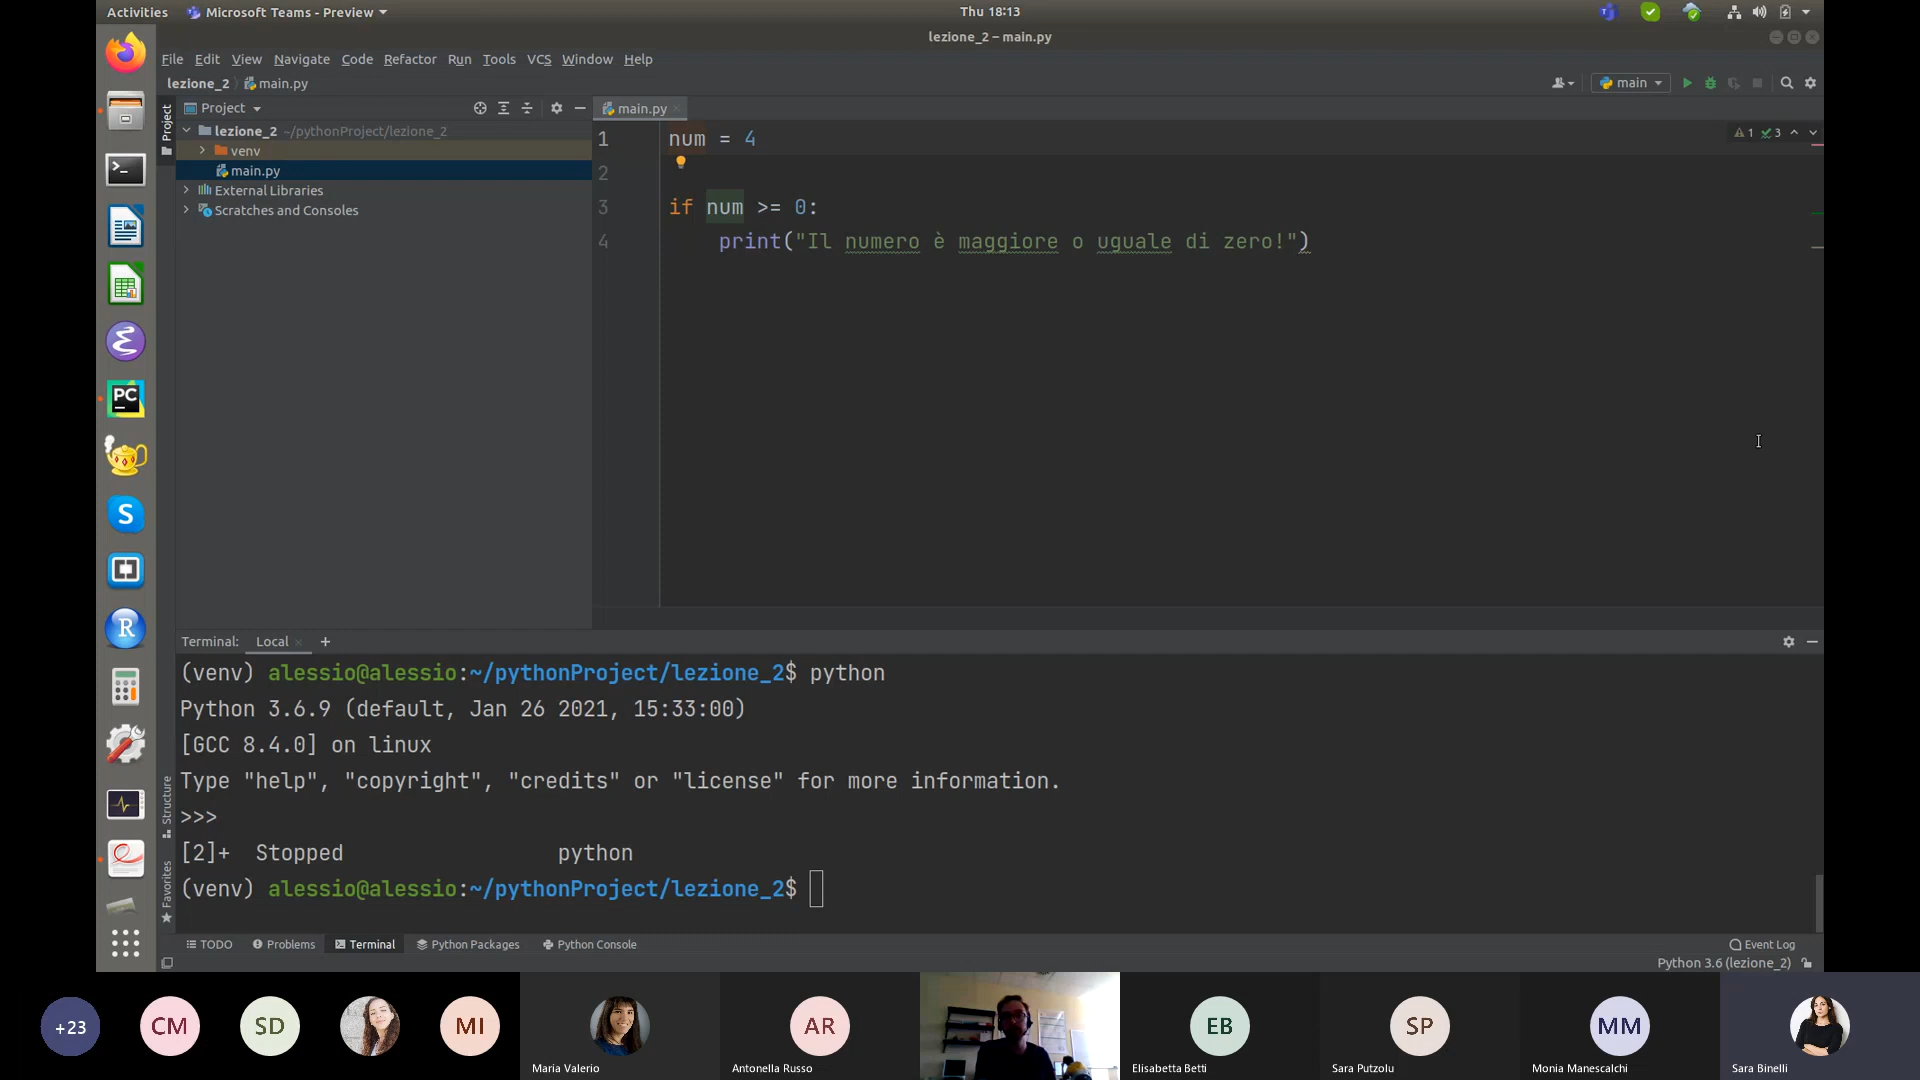 Activities Microsoft Teams - Preview Thu 18:13
lezione_2 – main.py
File Edit View Navigate Code Refactor Run Tools VCS Window Help
lezione_2 main.py main
Project Project main.py
lezione_2 ~/pythonProject/lezione_2
venv
main.py
External Libraries
Scratches and Consoles
1 num = 4 1 3
2
3 if num >= 0:
4 print("Il numero è maggiore o uguale di zero!")
PC
S
R
Terminal: Local +
(venv) alessio@alessio:~/pythonProject/lezione_2$ python
Python 3.6.9 (default, Jan 26 2021, 15:33:00)
[GCC 8.4.0] on linux
Type "help", "copyright", "credits" or "license" for more information.
>>>
[2]+ Stopped python
(venv) alessio@alessio:~/pythonProject/lezione_2$
Structure
Favorites
TODO Problems Terminal Python Packages Python Console Event Log
Python 3.6 (lezione_2)
+23 CM SD MI AR EB SP MM
Maria Valerio Antonella Russo Elisabetta Betti Sara Putzolu Monia Manescalchi Sara Binelli